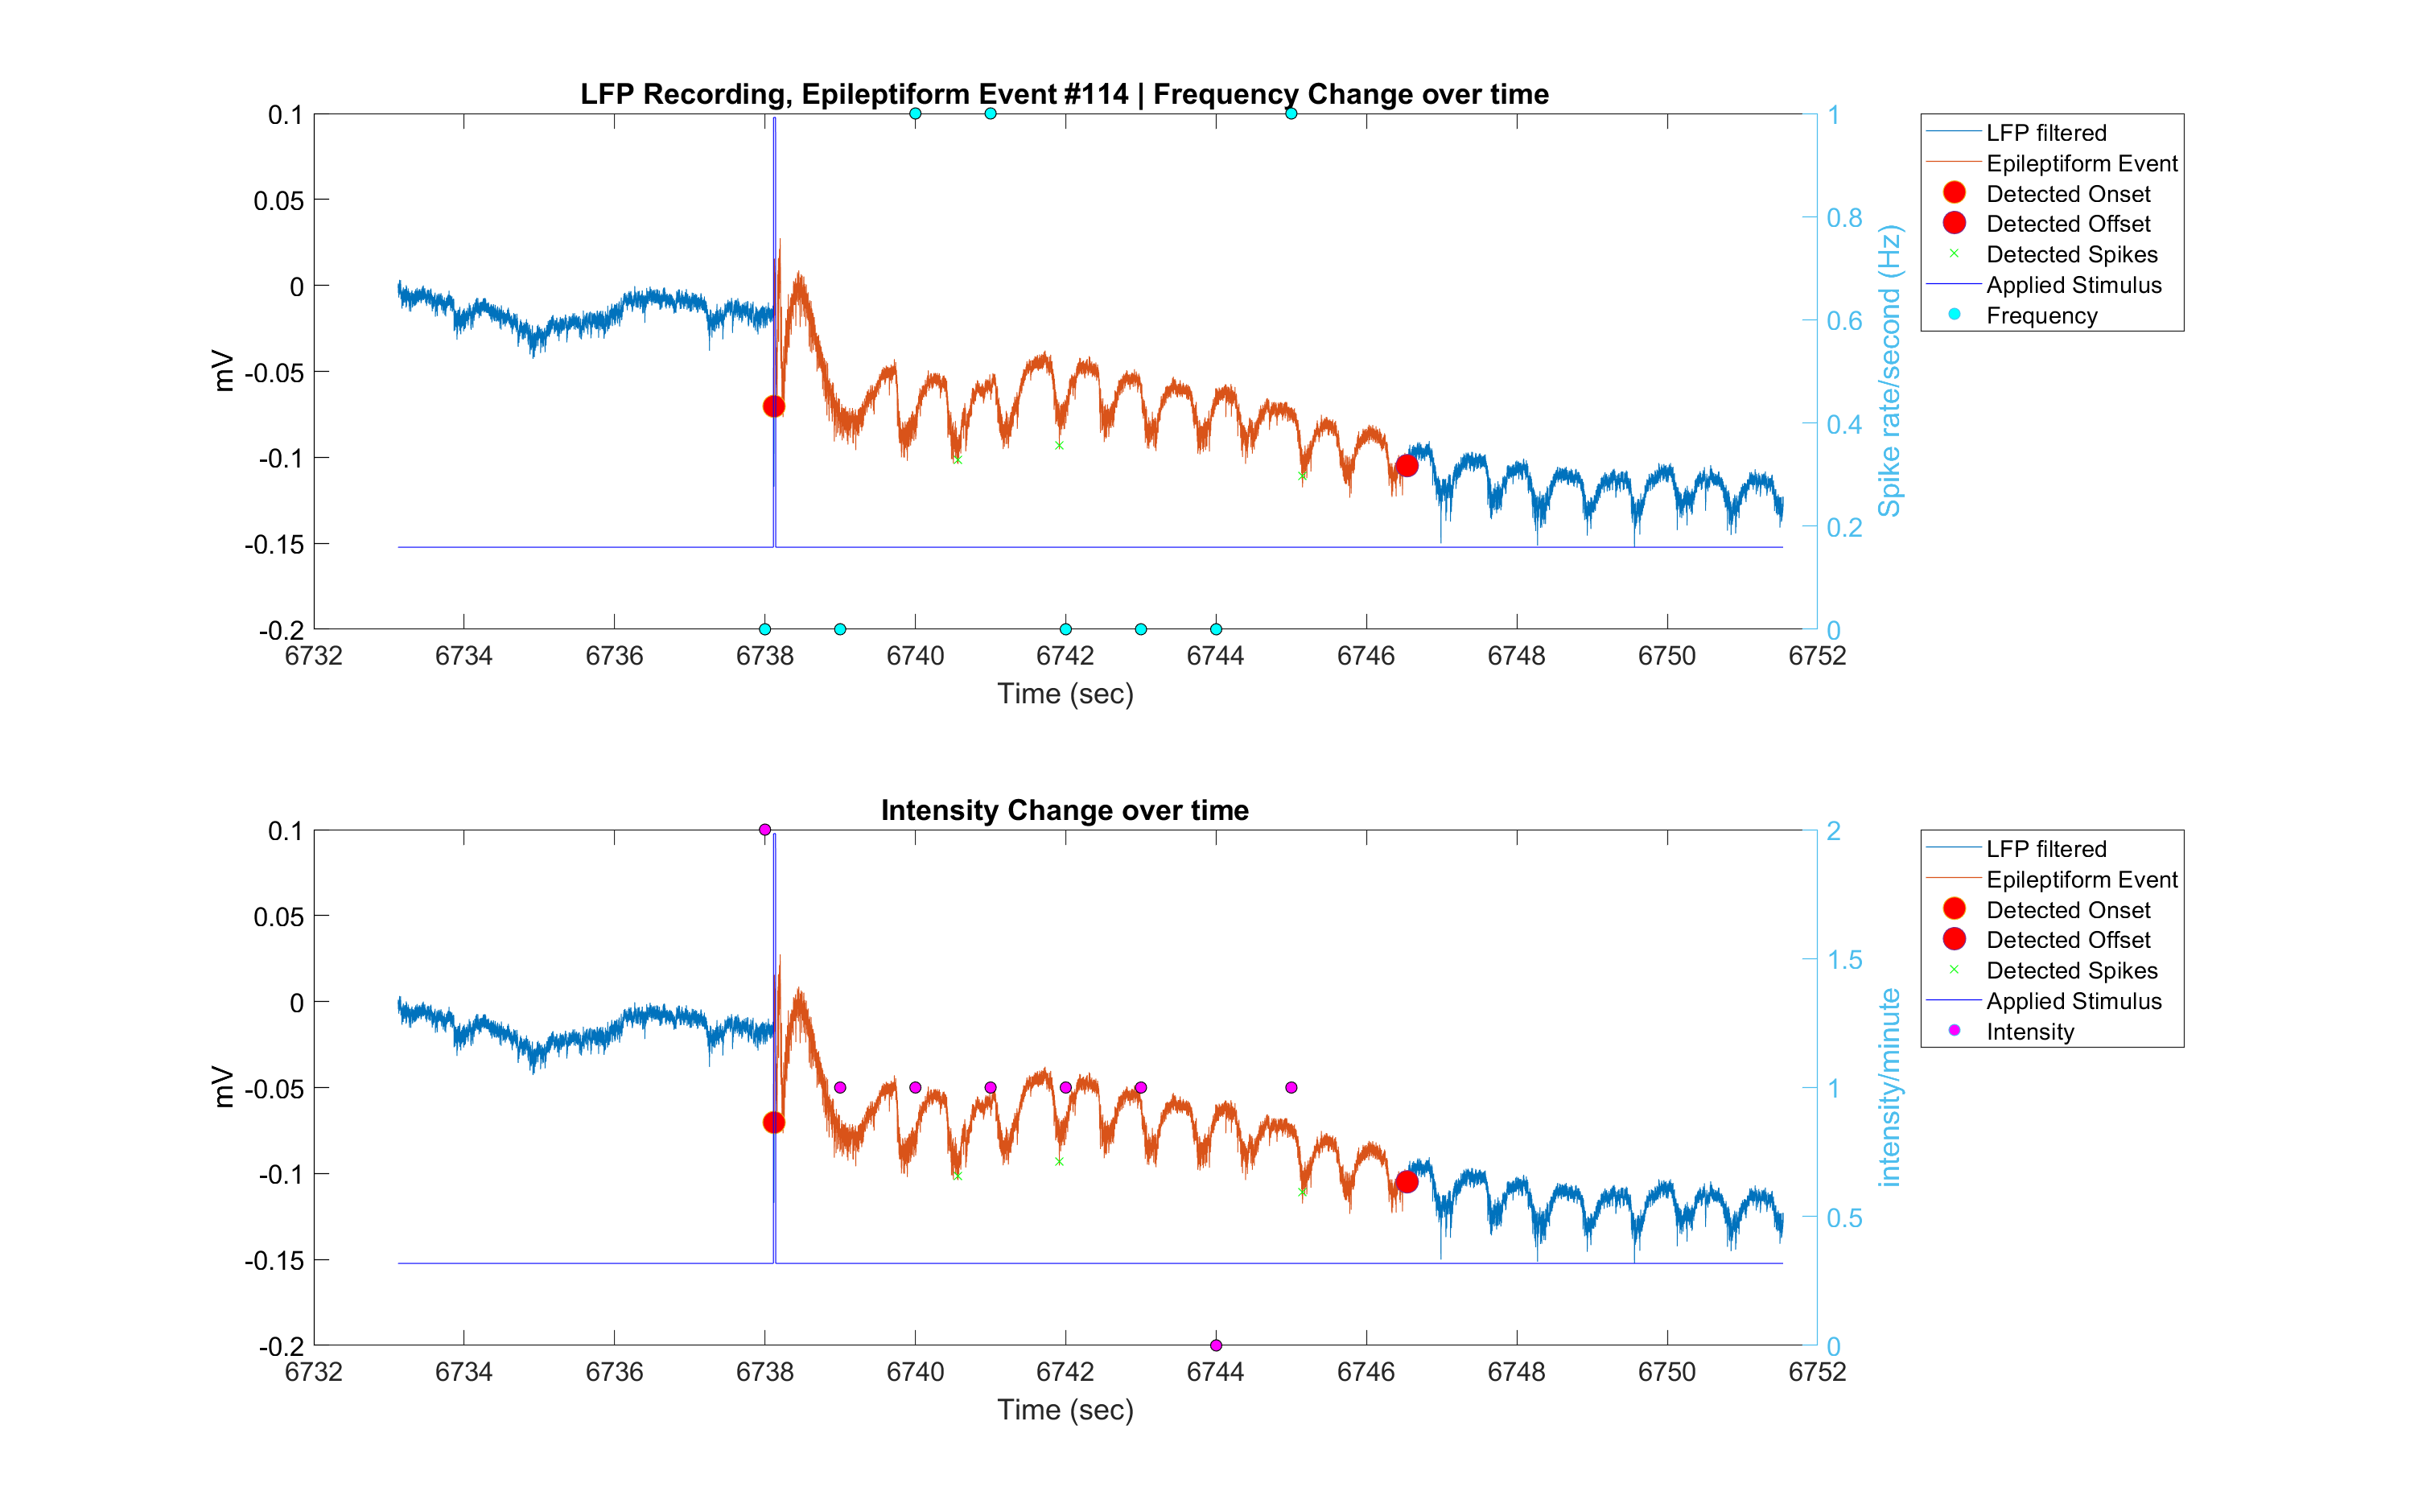 LFP Recording, Epileptiform Event #114 | Frequency Change over time
0.1
0.05
0
-0.05
-0.1
-0.15
-0.2
mV
6732 6734 6736 6738 6740 6742 6744 6746 6748 6750 6752
Time (sec)
1
0.8
0.6
0.4
0.2
0
Spike rate/second (Hz)
LFP filtered
Epileptiform Event
Detected Onset
Detected Offset
Detected Spikes
Applied Stimulus
Frequency
Intensity Change over time
0.1
0.05
0
-0.05
-0.1
-0.15
-0.2
mV
6732 6734 6736 6738 6740 6742 6744 6746 6748 6750 6752
Time (sec)
2
1.5
1
0.5
0
intensity/minute
LFP filtered
Epileptiform Event
Detected Onset
Detected Offset
Detected Spikes
Applied Stimulus
Intensity